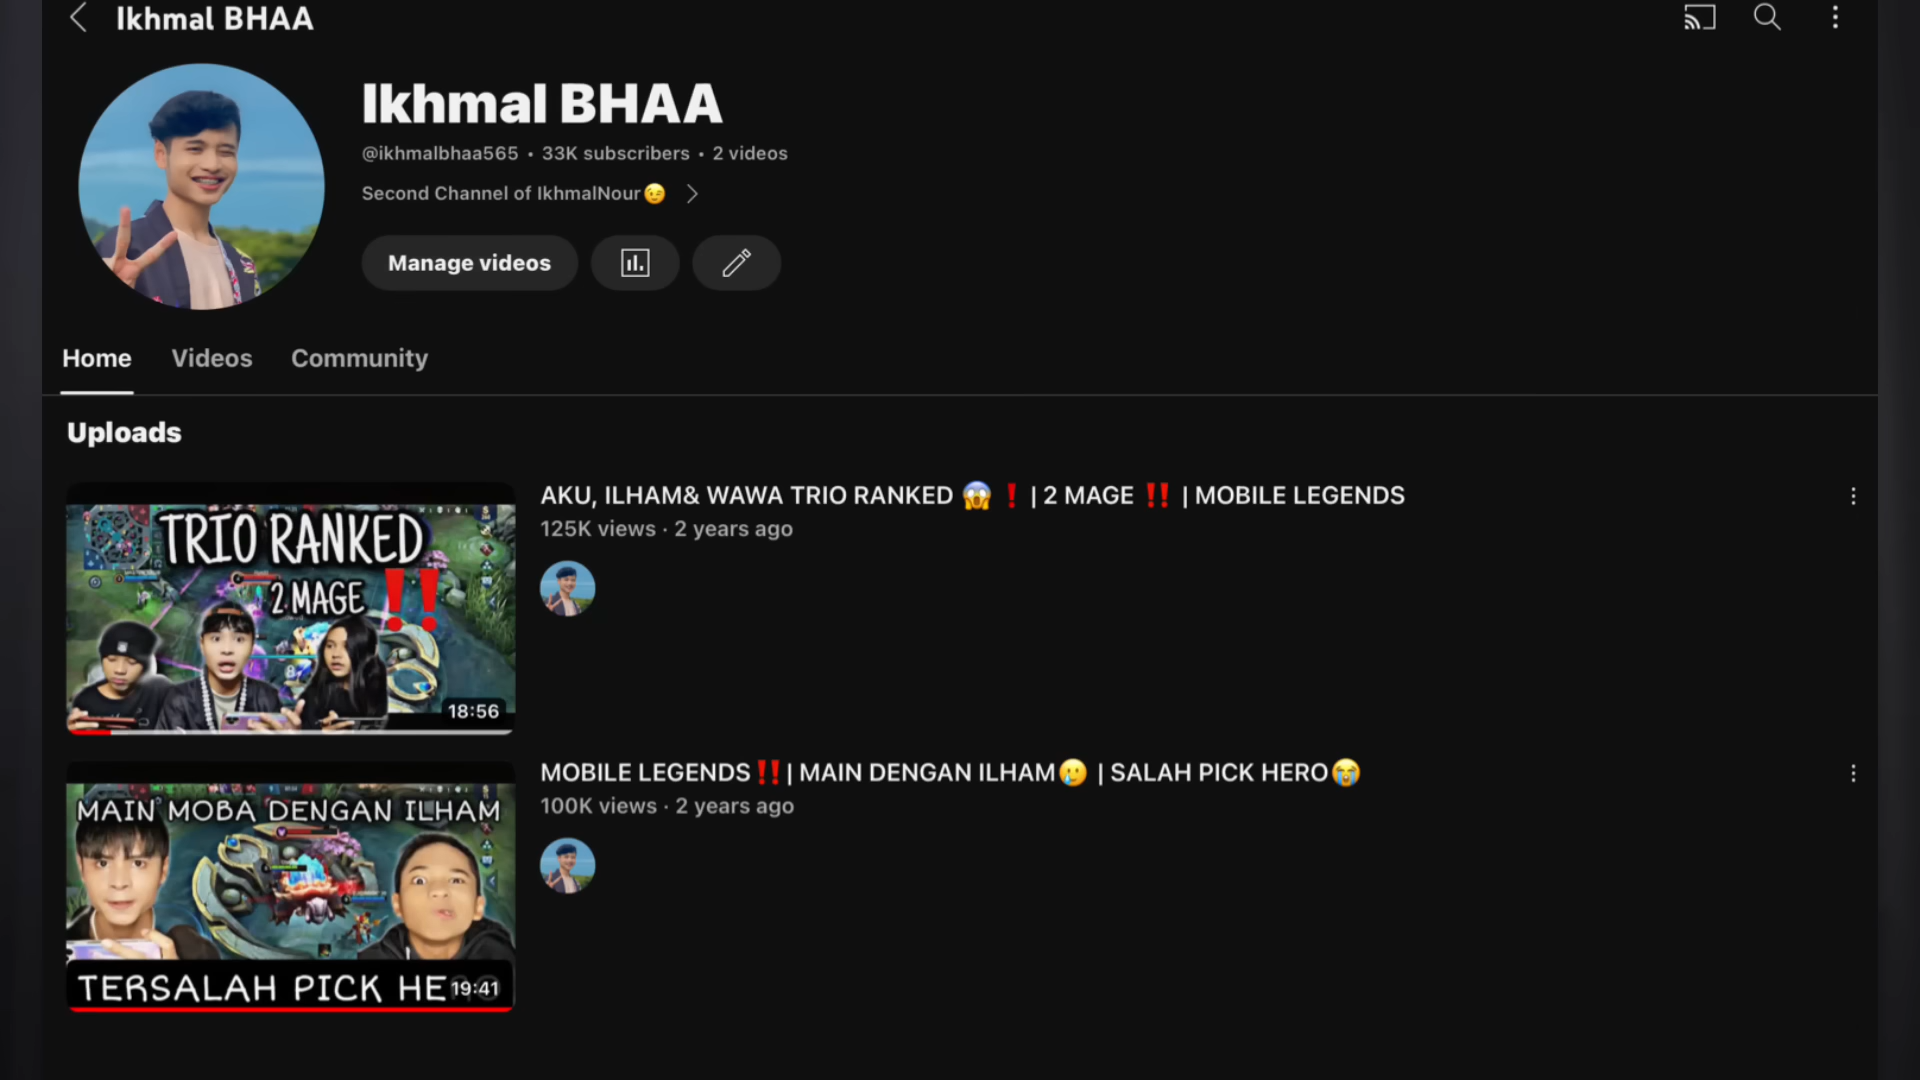 Ikhmal BHAA
Ikhmal BHAA
@ikhmalbhaa565 • 33K subscribers • 2 videos
Second Channel of IkhmalNour😉
Manage videos
Home Videos Community
Uploads
TRIO RANKED
2 MAGE ‼️
18:56
AKU, ILHAM& WAWA TRIO RANKED 😱❗| 2 MAGE ‼️ | MOBILE LEGENDS
125K views · 2 years ago
MAIN MOBA DENGAN ILHAM
TERSALAH PICK HE
19:41
MOBILE LEGENDS‼️| MAIN DENGAN ILHAM🥲 | SALAH PICK HERO😭
100K views · 2 years ago